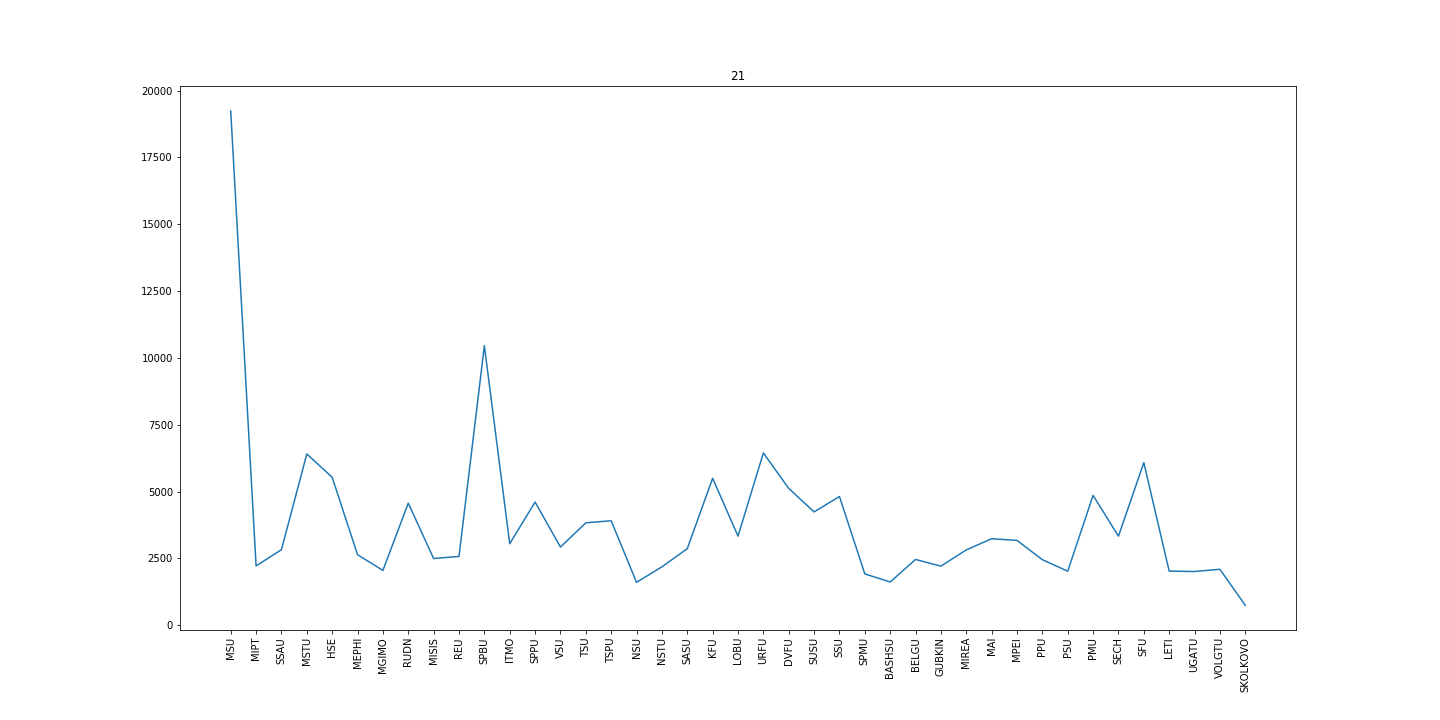 21
20000
17500
15000
12500
10000
7500
5000
2500
0
MSU
MIPT
SSAU
MSTU
HSE
MEPHI
MGIMO
RUDN
MISIS
REU
SPBU
ITMO
SPPU
VSU
TSU
TSPU
NSU
NSTU
SASU
KFU
LOBU
URFU
DVFU
SUSU
SSU
SPMU
BASHSU
BELGU
GUBKIN
MIREA
MAI
MPEI
PPU
PSU
PMU
SECH
SFU
LETI
UGATU
VOLGTU
SKOLKOVO